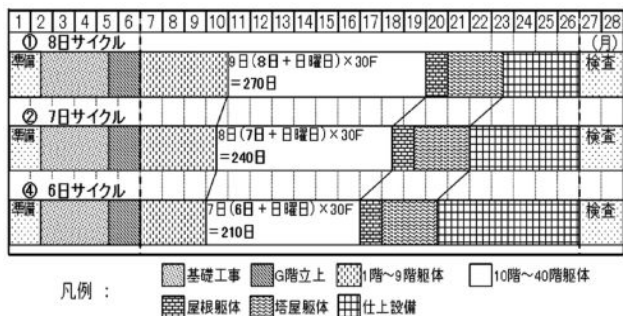 1 2 3 4 5 6 7 8 9 10 11 12 13 14 15 16 17 18 19 20 21 22 23 24 25 26 27 28
① 8日サイクル (月)
準備 9日(8日+日曜日)×30F 検査
=270日
② 7日サイクル
準備 8日(7日+日曜日)×30F 検査
=240日
④ 6日サイクル
準備 7日(6日+日曜日)×30F 検査
=210日
凡例 : 基礎工事 G階立上 1階~9階躯体 10階~40階躯体
屋根躯体 塔屋躯体 仕上設備